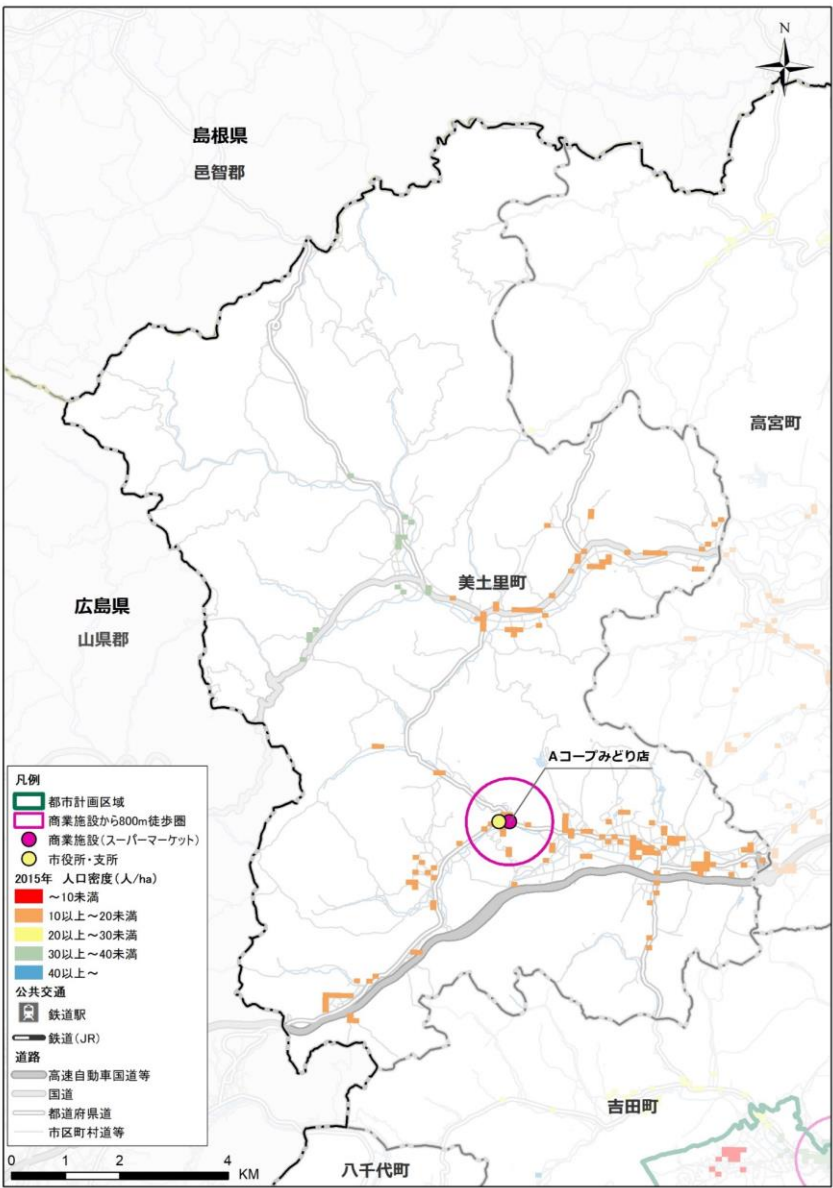 N
島根県
邑智郡
高宮町
美土里町
広島県
山県郡
Aコープみどり店
凡例
都市計画区域
商業施設から800m徒歩圏
商業施設(スーパーマーケット)
市役所・支所
2015年 人口密度(人/ha)
～10未満
10以上～20未満
20以上～30未満
30以上～40未満
40以上～
公共交通
鉄道駅
鉄道(JR)
道路
高速自動車国道等
国道
都道府県道
市区町村道等
吉田町
八千代町
0 1 2 4
KM